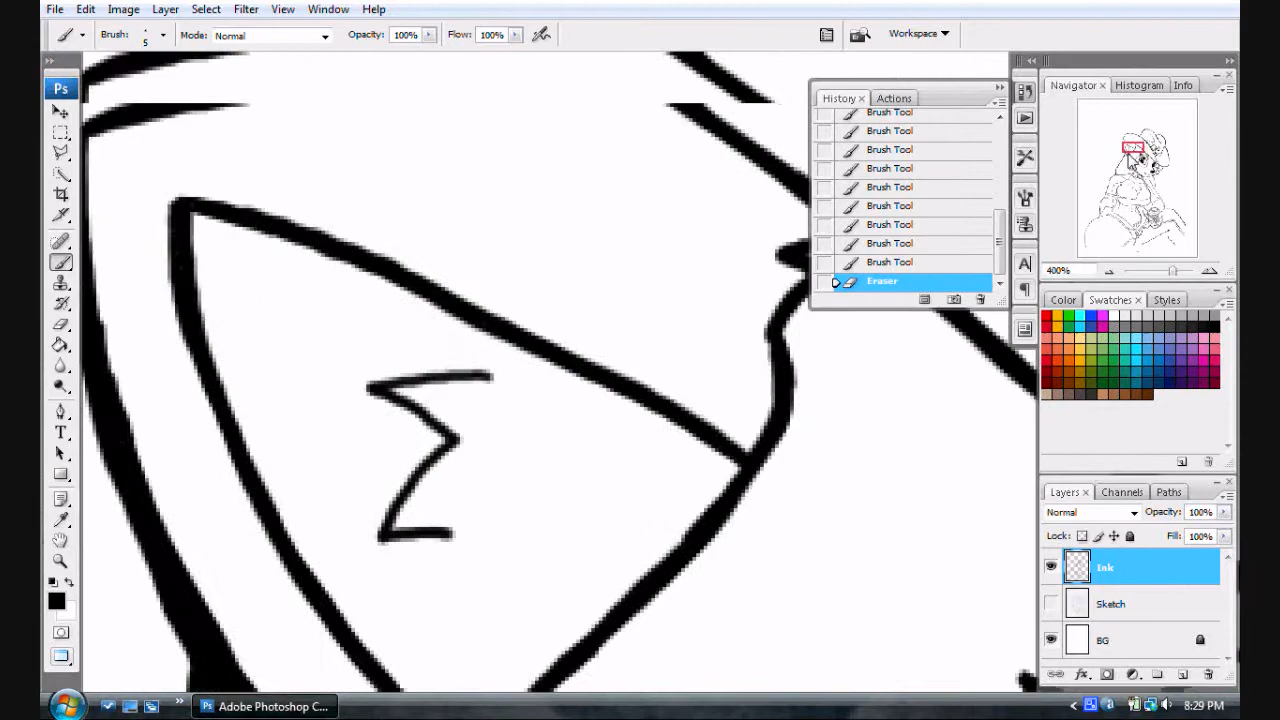 File Edit Image Layer Select Filter View Window Help
Brush: 5 Mode: Normal Opacity: 100% Flow: 100% Workspace
Ps
History Actions
Brush Tool
Brush Tool
Brush Tool
Brush Tool
Brush Tool
Brush Tool
Brush Tool
Brush Tool
Brush Tool
Eraser
Navigator Histogram Info
400%
Color Swatches Styles
Layers Channels Paths
Normal Opacity: 100%
Lock: Fill: 100%
Ink
Sketch
BG
T
A
Ps Adobe Photoshop C...
8:29 PM